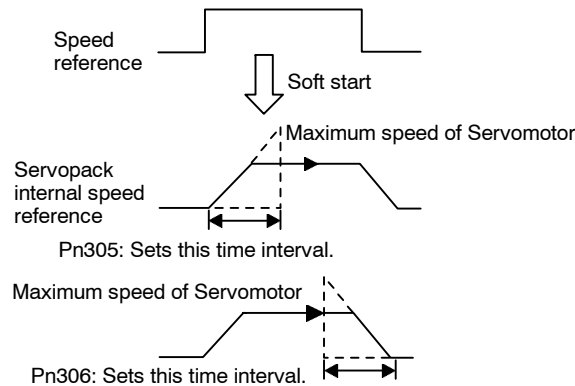 Speed
reference
Soft start
Maximum speed of Servomotor
Servopack
internal speed
reference
Pn305: Sets this time interval.
Maximum speed of Servomotor
Pn306: Sets this time interval.